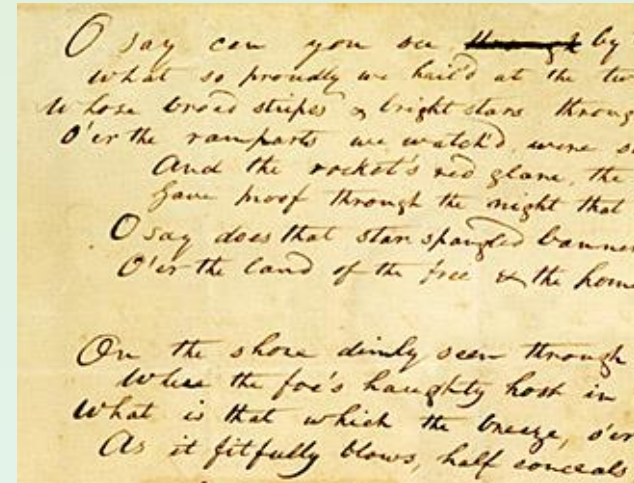 O say can you see through by
What so proudly we hail'd at the tw
Whose broad stripes & bright stars throug
O'er the ramparts we watch'd, were s
And the rocket's red glare, the
Gave proof through the night that
O say does that star spangled banner
O'er the land of the free & the home
On the shore dimly seen through
Where the foe's haughty host in
What is that which the breeze, o'er
As it fitfully blows, half conceals